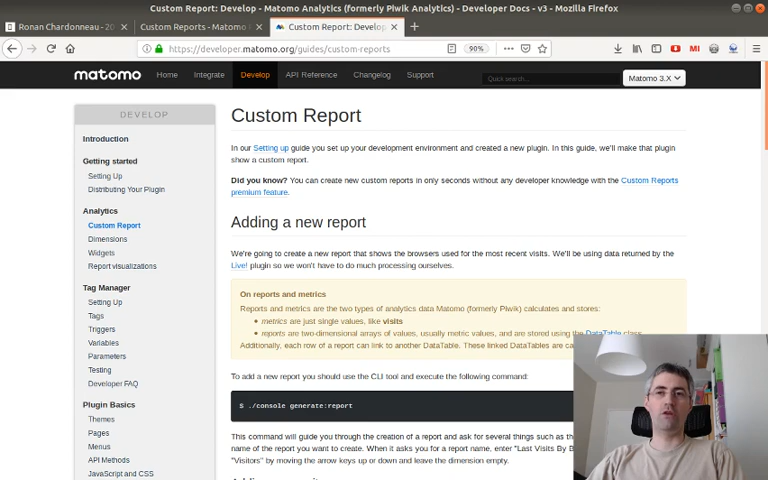 Custom Report: Develop - Matomo Analytics (formerly Piwik Analytics) - Developer Docs - v3 - Mozilla Firefox
Ronan Chardonneau - 20
Custom Reports - Matomo
Custom Report: Develop
https://developer.matomo.org/guides/custom-reports
90%
matomo
Home
Integrate
Develop
API Reference
Changelog
Support
Quick search...
Matomo 3.X
DEVELOP
Introduction
Getting started
Setting Up
Distributing Your Plugin
Analytics
Custom Report
Dimensions
Widgets
Report visualizations
Tag Manager
Setting Up
Tags
Triggers
Variables
Parameters
Testing
Developer FAQ
Plugin Basics
Themes
Pages
Menus
API Methods
JavaScript and CSS
Custom Report
In our Setting up guide you set up your development environment and created a new plugin. In this guide, we'll make that plugin
show a custom report.
Did you know? You can create new custom reports in only seconds without any developer knowledge with the Custom Reports
premium feature.
Adding a new report
We're going to create a new report that shows the browsers used for the most recent visits. We'll be using data returned by the
Live! plugin so we won't have to do much processing ourselves.
On reports and metrics
Reports and metrics are the two types of analytics data Matomo (formerly Piwik) calculates and stores:
• metrics are just single values, like visits
• reports are two-dimensional arrays of values, usually metric values, and are stored using the DataTable class.
Additionally, each row of a report can link to another DataTable. These linked DataTables are ca
To add a new report you should use the CLI tool and execute the following command:
$ ./console generate:report
This command will guide you through the creation of a report and ask for several things such as th
name of the report you want to create. When it asks you for a report name, enter "Last Visits By B
"Visitors" by moving the arrow keys up or down and leave the dimension empty.